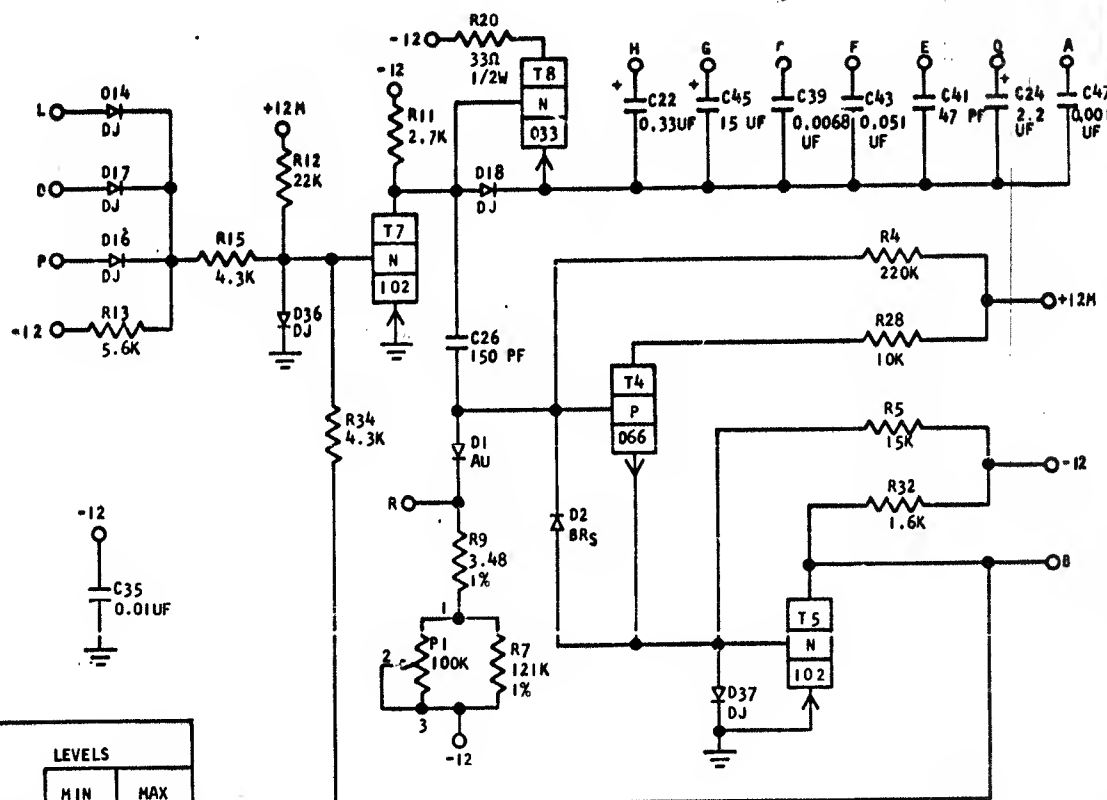 R20
-12
33Ω
1/2W
T8
N
033
-12
R11
2.7K
H
G
F
E
A
+
C22
0.33UF
+
C45
15 UF
C39
0.0068
UF
C43
0.051
UF
C41
47 PF
+
C24
2.2
UF
C47
0.001
UF
L
D14
DJ
D17
DJ
P
D16
DJ
-12
R13
5.6K
+12M
R12
22K
R15
4.3K
D36
DJ
T7
N
102
D18
DJ
C26
150 PF
R4
220K
+12M
R28
10K
T4
P
066
R5
15K
-12
R32
1.6K
R34
4.3K
D1
AU
R
R9
3.48
1%
D2
BRS
B
-12
C35
0.01UF
1
2
P1
100K
3
R7
121K
1%
-12
T5
N
102
D37
DJ
LEVELS
MIN MAX